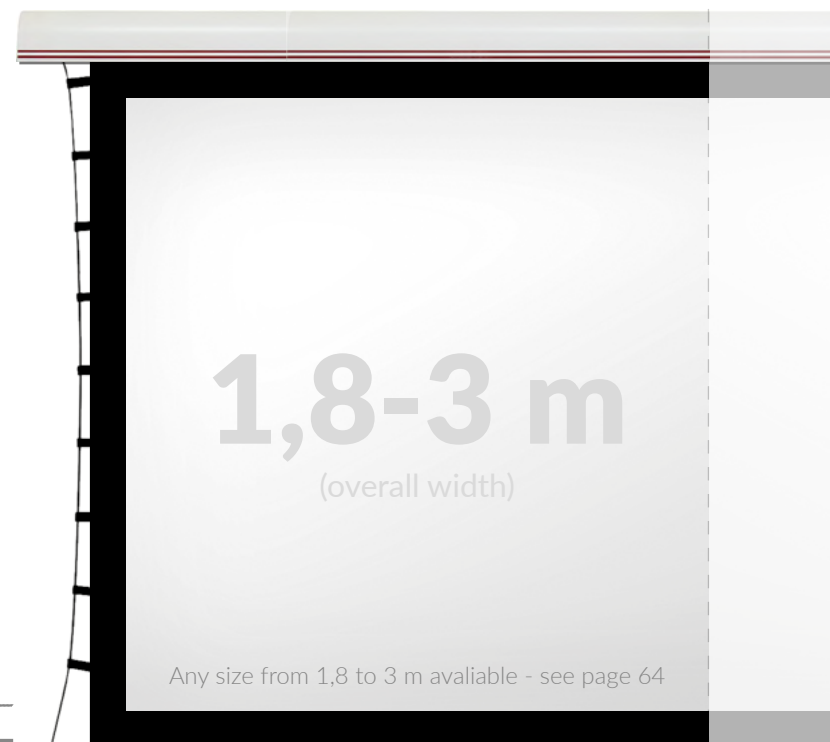 1,8-3 m
(overall width)
Any size from 1,8 to 3 m avaliable - see page 64